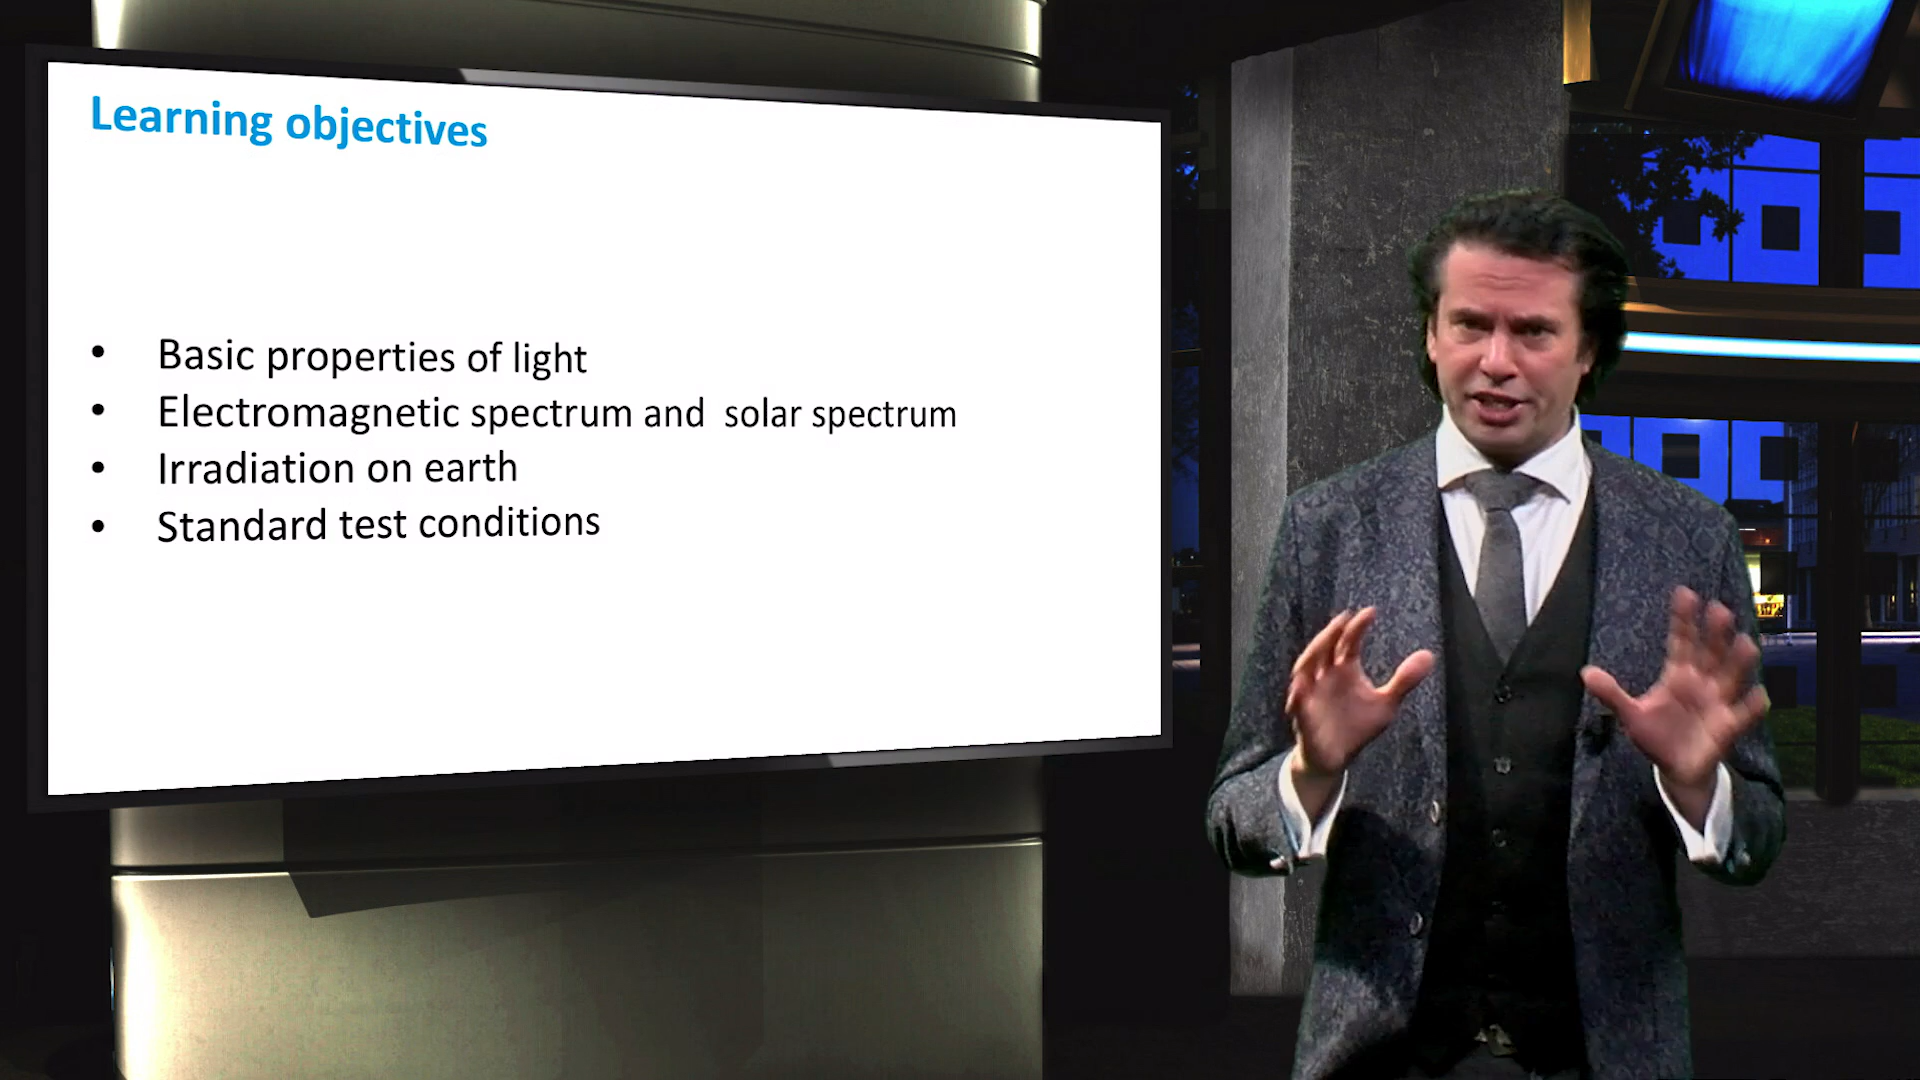 Learning objectives
• Basic properties of light
• Electromagnetic spectrum and solar spectrum
• Irradiation on earth
• Standard test conditions